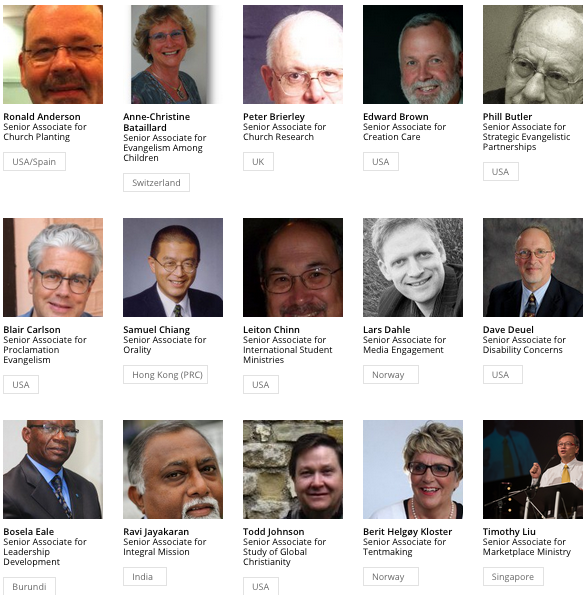 Ronald Anderson
Senior Associate for
Church Planting
USA/Spain
Anne-Christine
Bataillard
Senior Associate for
Evangelism Among
Children
Switzerland
Peter Brierley
Senior Associate for
Church Research
UK
Edward Brown
Senior Associate for
Creation Care
USA
Phill Butler
Senior Associate for
Strategic Evangelistic
Partnerships
USA
Blair Carlson
Senior Associate for
Proclamation
Evangelism
USA
Samuel Chiang
Senior Associate for
Orality
Hong Kong (PRC)
Leiton Chinn
Senior Associate for
International Student
Ministries
USA
Lars Dahle
Senior Associate for
Media Engagement
Norway
Dave Deuel
Senior Associate for
Disability Concerns
USA
Bosela Eale
Senior Associate for
Leadership
Development
Burundi
Ravi Jayakaran
Senior Associate for
Integral Mission
India
Todd Johnson
Senior Associate for
Study of Global
Christianity
USA
Berit Helgøy Kloster
Senior Associate for
Tentmaking
Norway
Timothy Liu
Senior Associate for
Marketplace Ministry
Singapore